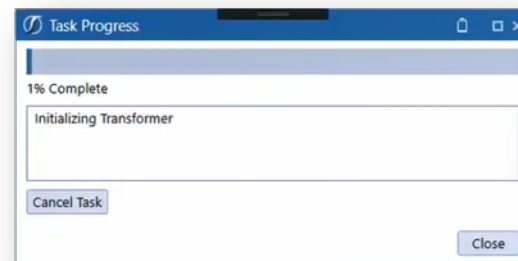 Task Progress
1% Complete
Initializing Transformer
Cancel Task
Close